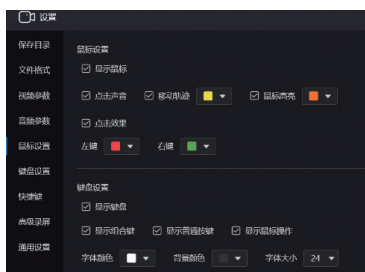 设置
保存目录
文件格式
视频参数
音频参数
鼠标设置
键盘设置
快捷键
高级录屏
通用设置
鼠标设置
显示鼠标
点击声音 移动轨迹 鼠标高亮
点击效果
左键 右键
键盘设置
显示键盘
显示组合键 显示普通按键 显示鼠标操作
字体颜色 背景颜色 字体大小 24